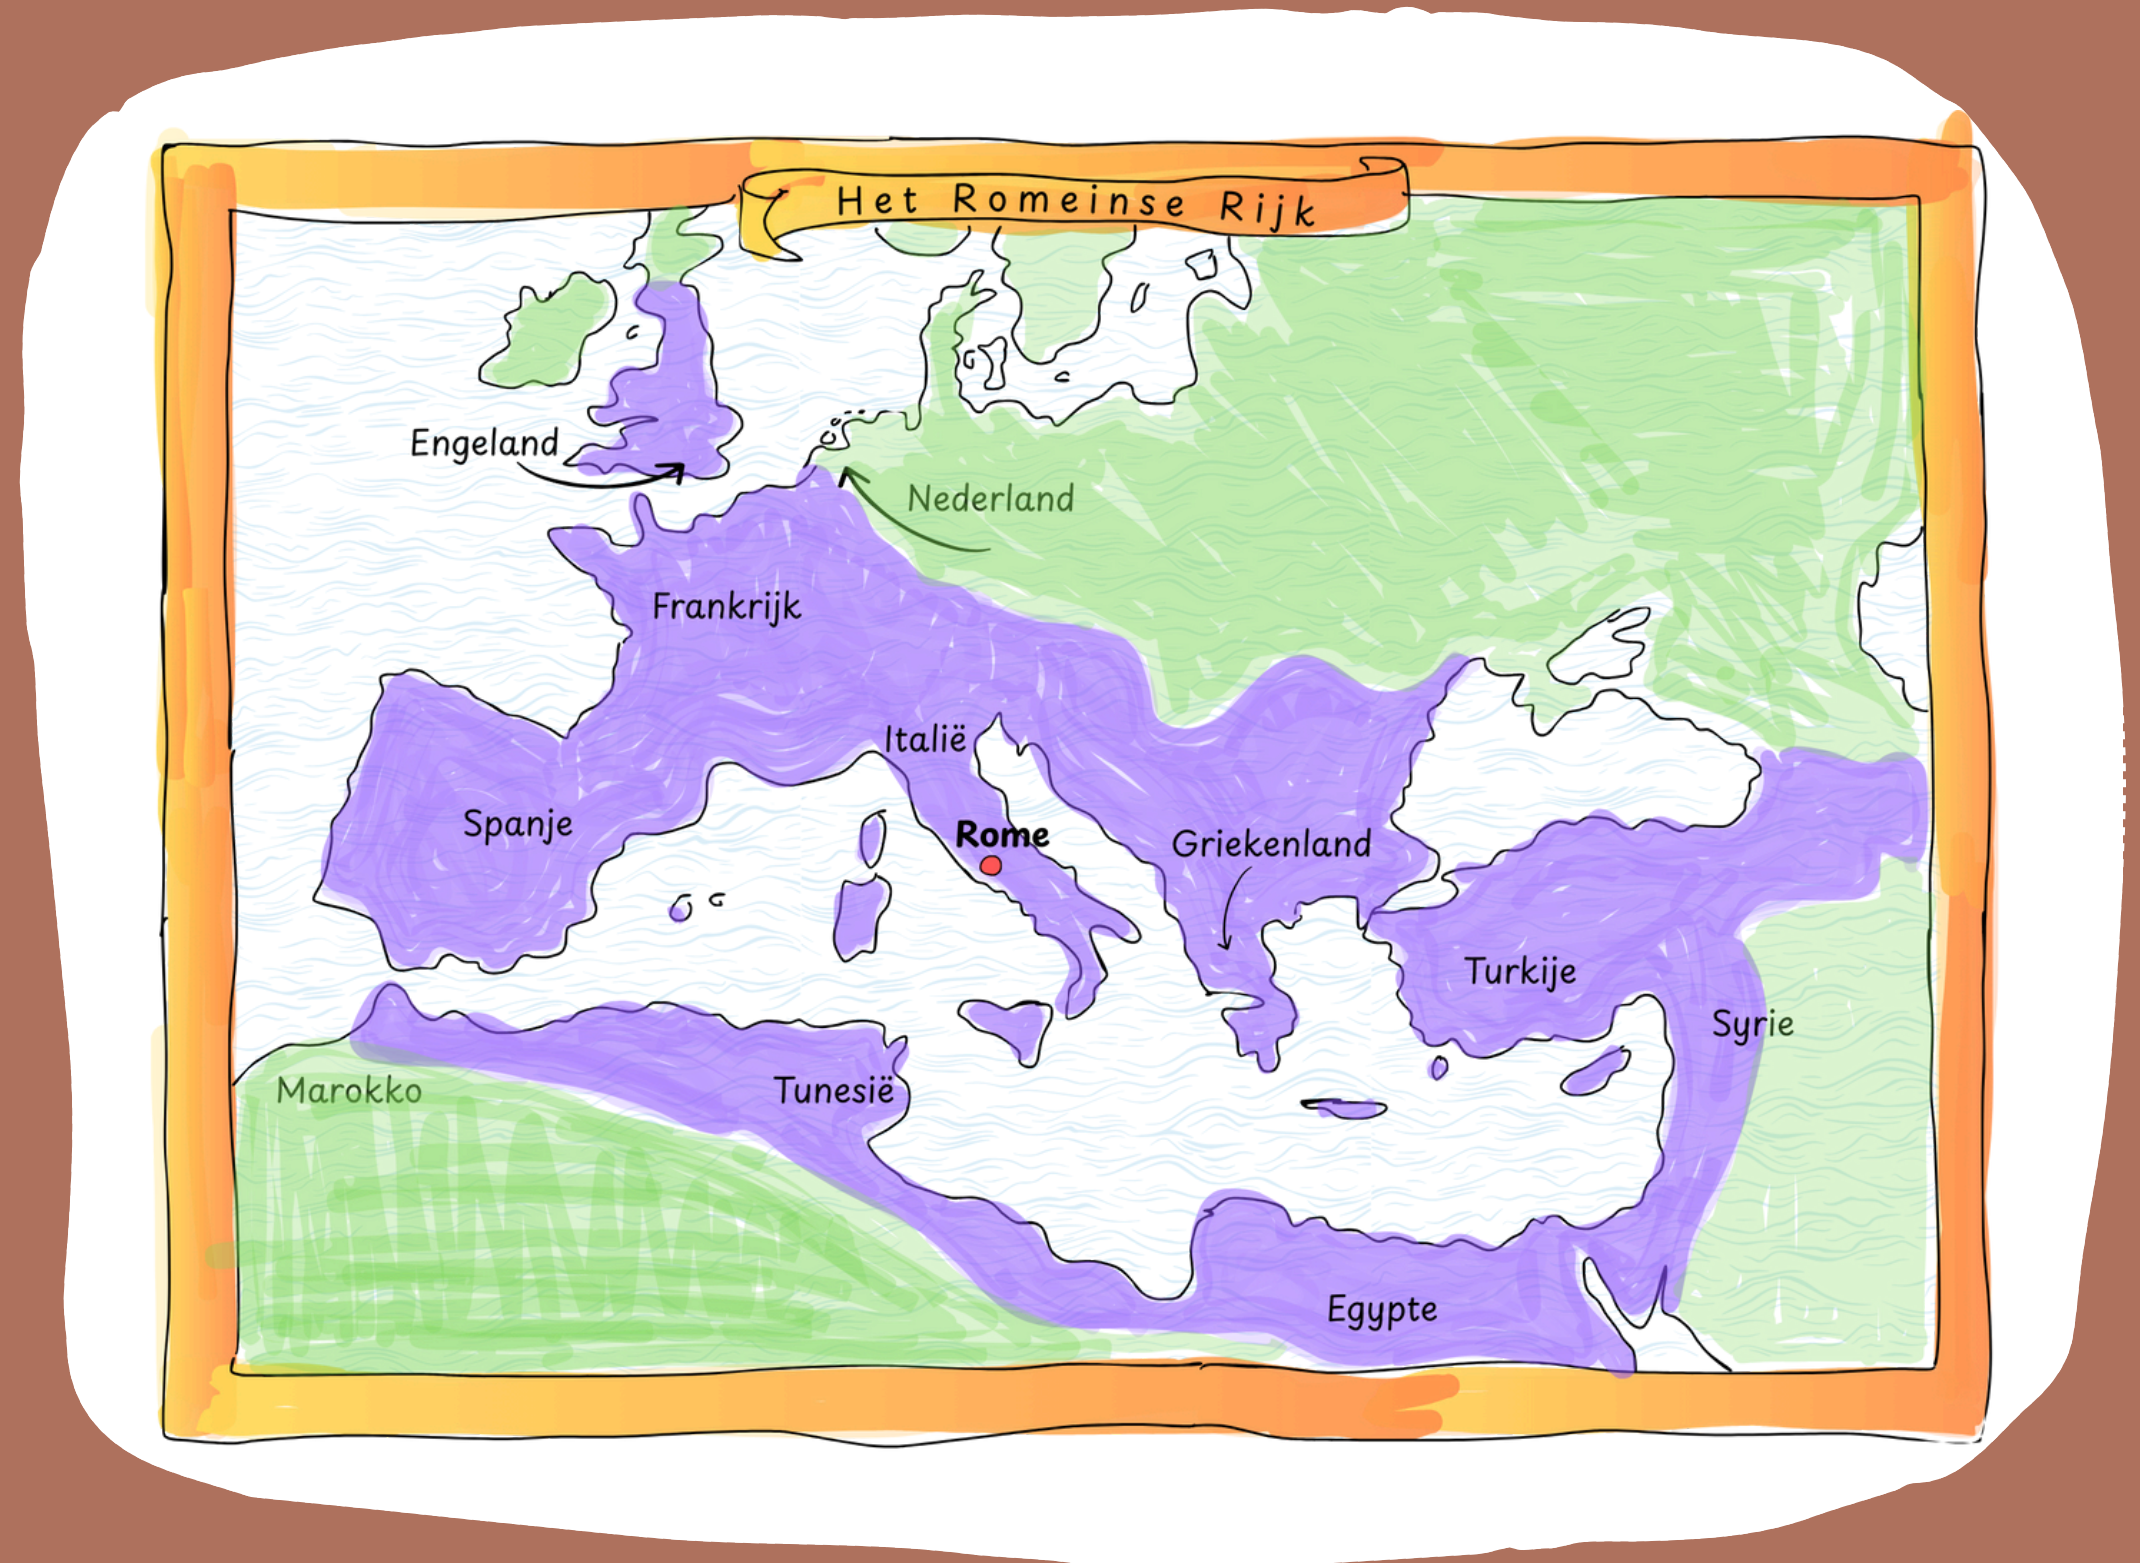 Het Romeinse Rijk
Engeland
Nederland
Frankrijk
Italië
Spanje
Rome
Griekenland
Turkije
Syrie
Marokko
Tunesië
Egypte